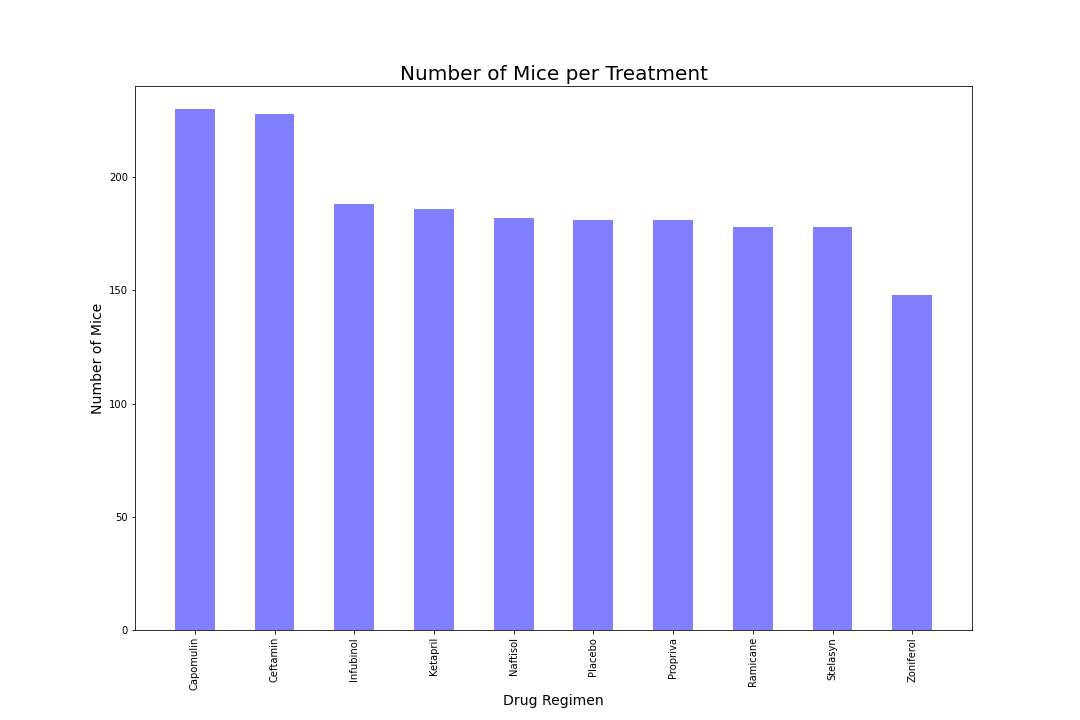 Number of Mice per Treatment
Number of Mice
200
150
100
50
0
Capomulin
Ceftamin
Infubinol
Ketapril
Naftisol
Placebo
Propriva
Ramicane
Stelasyn
Zoniferol
Drug Regimen